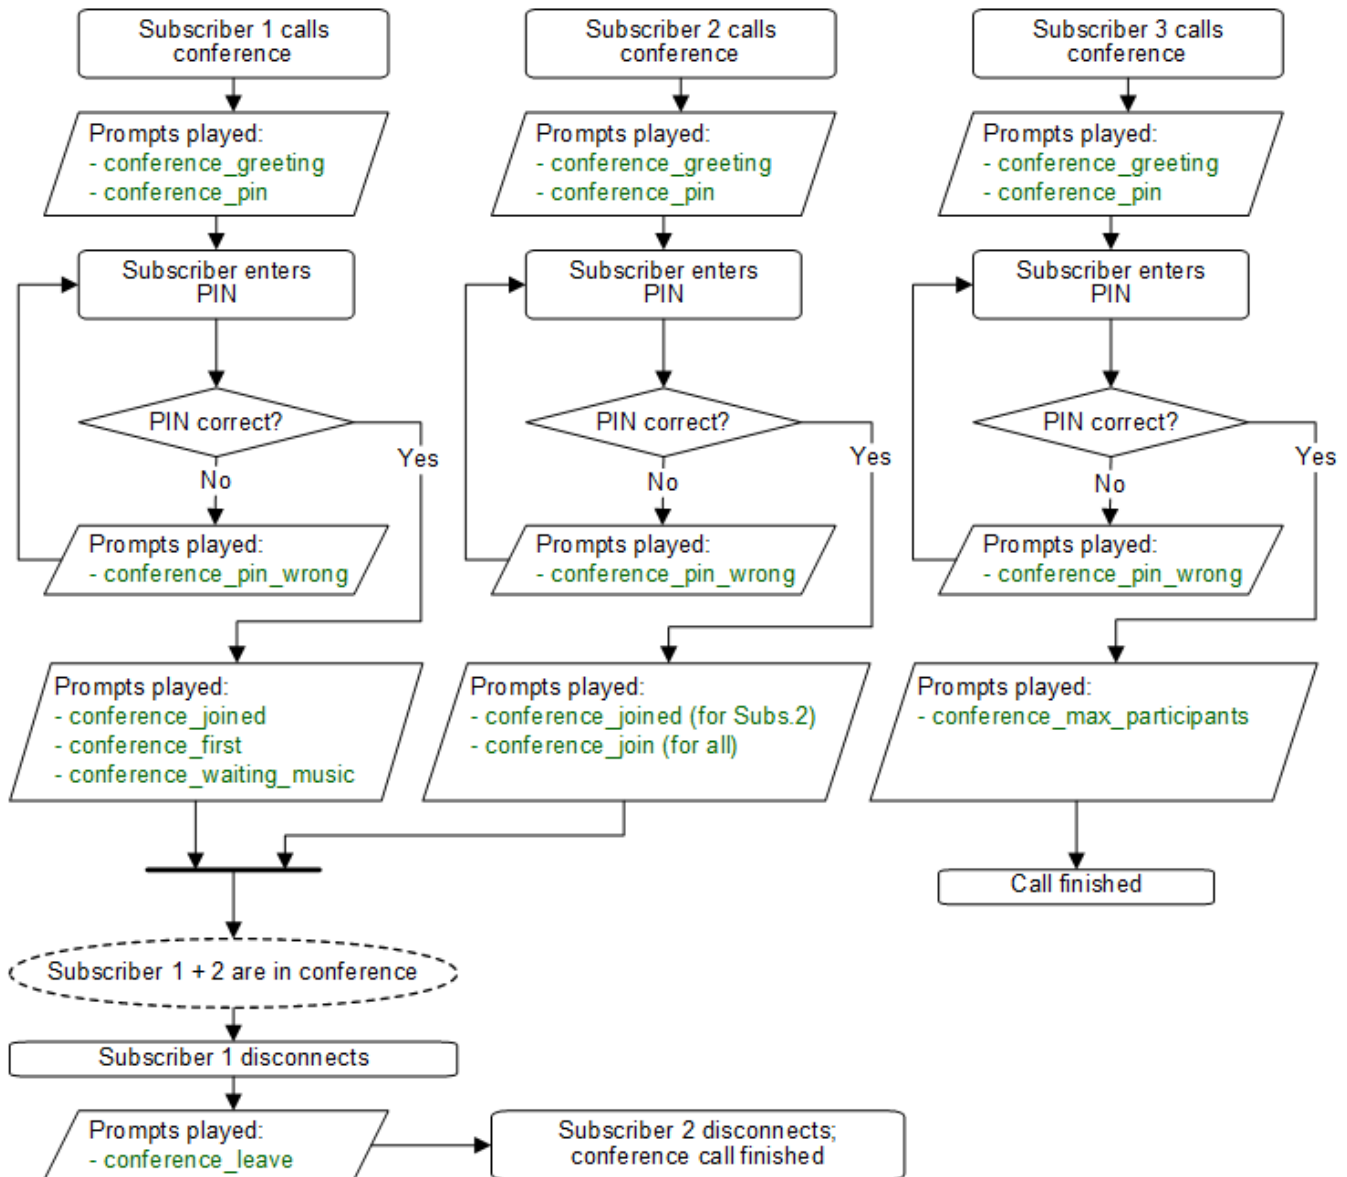 Subscriber 1 calls
conference
Prompts played:
- conference_greeting
- conference_pin
Subscriber enters
PIN
PIN correct?
Yes
No
Prompts played:
- conference_pin_wrong
Prompts played:
- conference_joined
- conference_first
- conference_waiting_music
Subscriber 2 calls
conference
Prompts played:
- conference_greeting
- conference_pin
Subscriber enters
PIN
PIN correct?
Yes
No
Prompts played:
- conference_pin_wrong
Prompts played:
- conference_joined (for Subs.2)
- conference_join (for all)
Subscriber 3 calls
conference
Prompts played:
- conference_greeting
- conference_pin
Subscriber enters
PIN
PIN correct?
Yes
No
Prompts played:
- conference_pin_wrong
Prompts played:
- conference_max_participants
Call finished
Subscriber 1 + 2 are in conference
Subscriber 1 disconnects
Prompts played:
- conference_leave
Subscriber 2 disconnects;
conference call finished